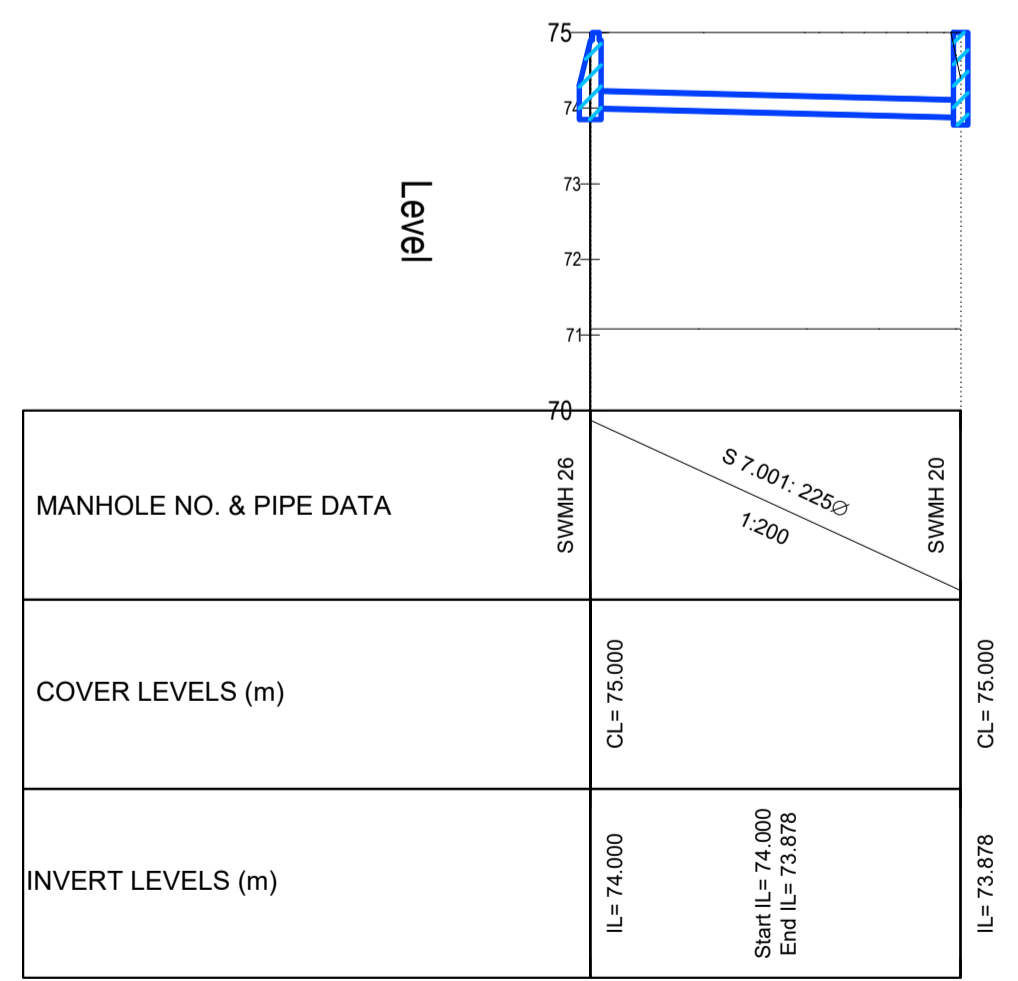 75
74
73
72
71
70
Level
MANHOLE NO. & PIPE DATA
SWMH 26
S 7.001: 225∅
1:200
SWMH 20
COVER LEVELS (m)
CL= 75.000
CL= 75.000
INVERT LEVELS (m)
IL= 74.000
Start IL= 74.000
End IL= 73.878
IL= 73.878